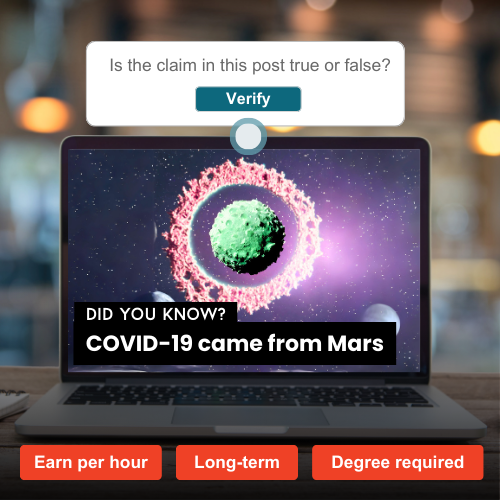 Is the claim in this post true or false?
Verify
DID YOU KNOW?
COVID-19 came from Mars
Earn per hour
Long-term
Degree required